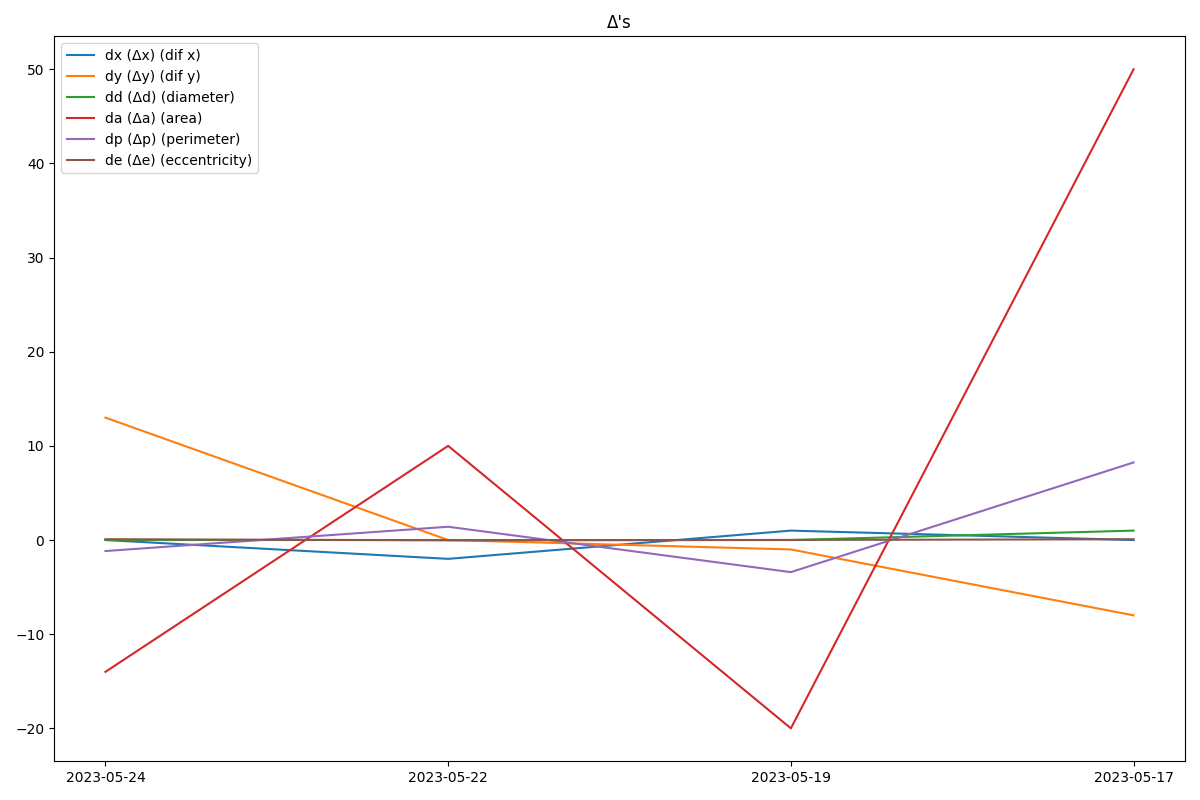 Δ's
dx (Δx) (dif x)
dy (Δy) (dif y)
dd (Δd) (diameter)
da (Δa) (area)
dp (Δp) (perimeter)
de (Δe) (eccentricity)
50
40
30
20
10
0
−10
−20
2023-05-24 2023-05-22 2023-05-19 2023-05-17